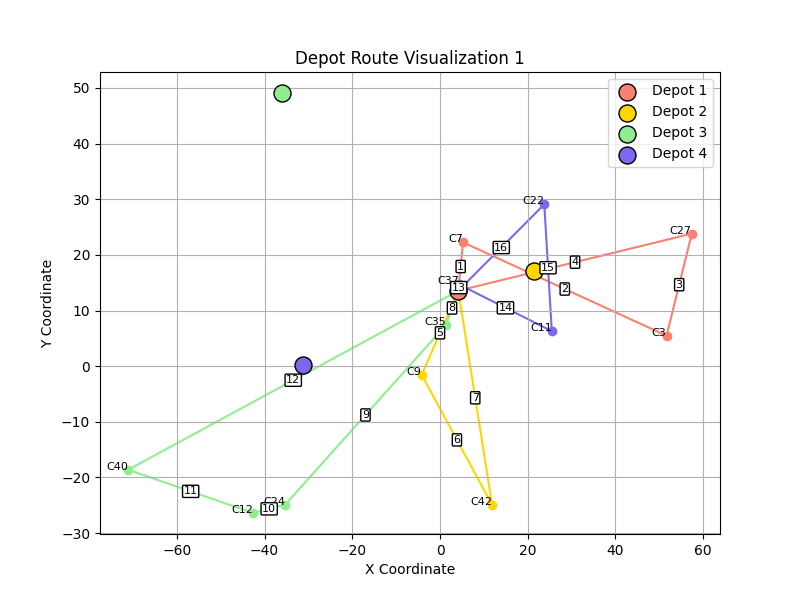 Depot Route Visualization 1
Depot 1
Depot 2
Depot 3
Depot 4
Y Coordinate
50
40
30
20
10
0
−10
−20
−30
−60
−40
−20
0
20
40
60
X Coordinate
C22
C27
C7
C37
C35
C11
C3
C9
C40
C24
C12
C42
1
2
3
4
5
6
7
8
9
10
11
12
13
14
15
16